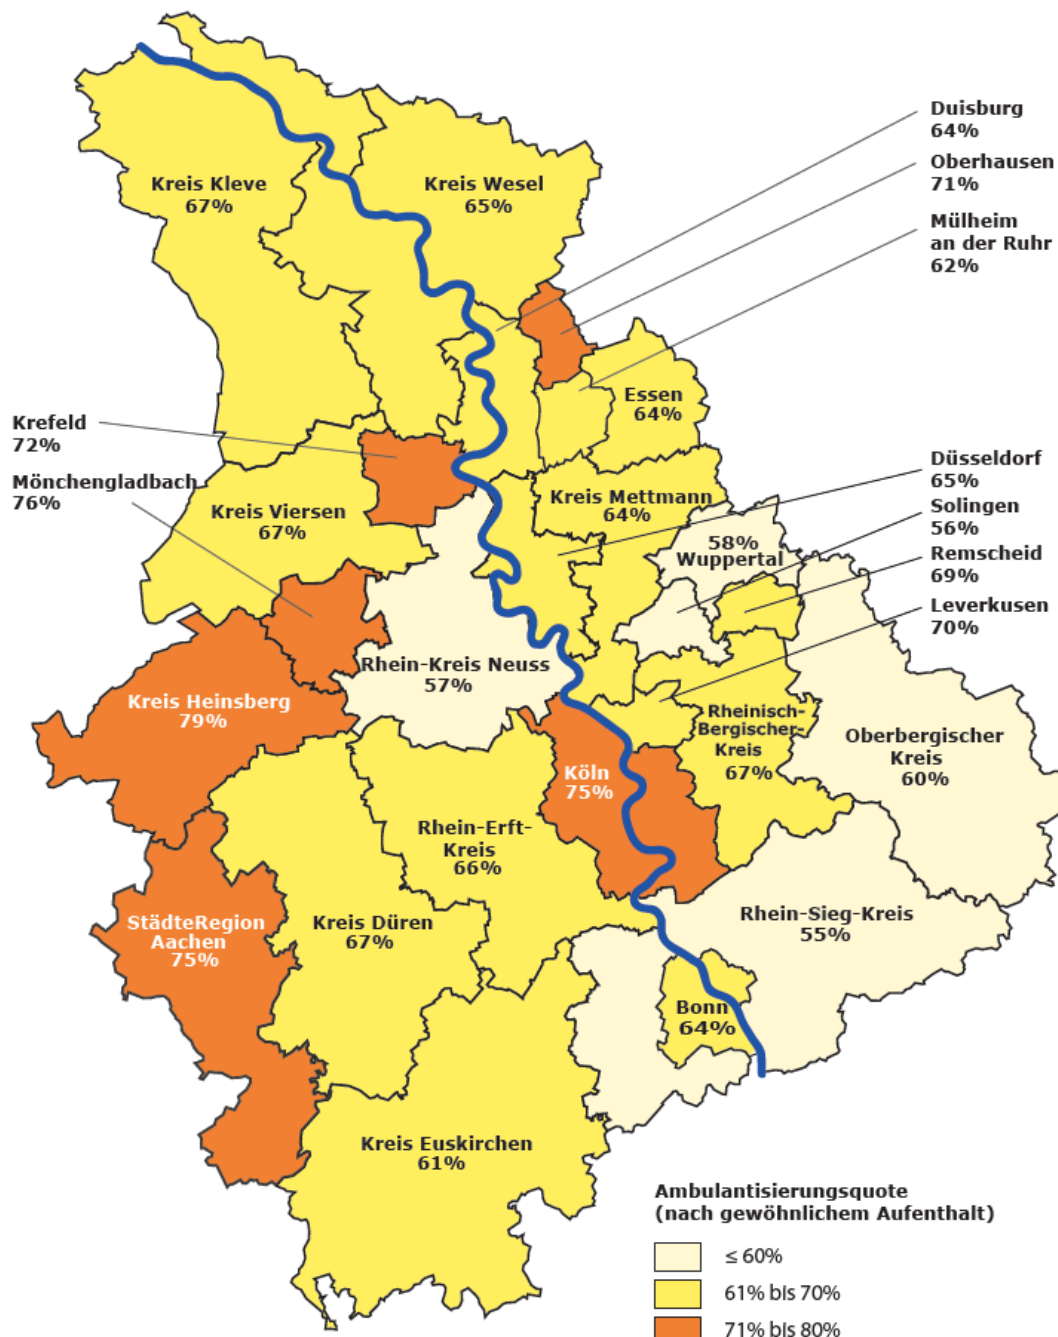 Duisburg
64%
Oberhausen
71%
Mülheim
an der Ruhr
62%
Kreis Kleve
67%
Kreis Wesel
65%
Essen
64%
Krefeld
72%
Mönchengladbach
76%
Düsseldorf
65%
Solingen
56%
Remscheid
69%
Leverkusen
70%
Kreis Viersen
67%
Kreis Mettmann
64%
58%
Wuppertal
Rhein-Kreis Neuss
57%
Kreis Heinsberg
79%
Rheinisch-
Bergischer-
Kreis
67%
Oberbergischer
Kreis
60%
Köln
75%
Rhein-Erft-
Kreis
66%
StädteRegion
Aachen
75%
Kreis Düren
67%
Rhein-Sieg-Kreis
55%
Bonn
64%
Kreis Euskirchen
61%
Ambulantisierungsquote
(nach gewöhnlichem Aufenthalt)
≤ 60%
61% bis 70%
71% bis 80%